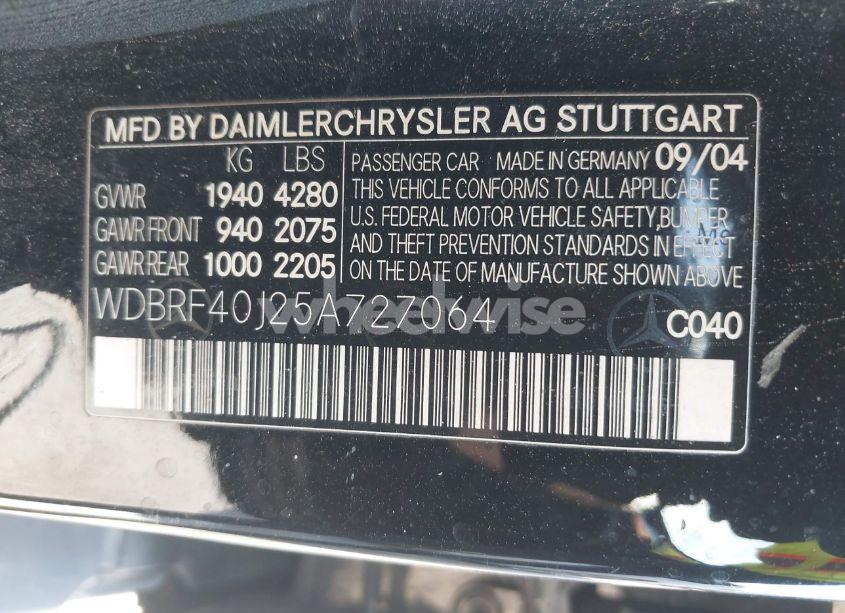 MFD BY DAIMLERCHRYSLER AG STUTTGART
KG LBS
GVWR 1940 4280
GAWR FRONT 940 2075
GAWR REAR 1000 2205
PASSENGER CAR MADE IN GERMANY 09/04
THIS VEHICLE CONFORMS TO ALL APPLICABLE
U.S. FEDERAL MOTOR VEHICLE SAFETY,BUMPER
AND THEFT PREVENTION STANDARDS IN EFFECT
ON THE DATE OF MANUFACTURE SHOWN ABOVE
WDBRF40J25A727064
C040
wheelwise